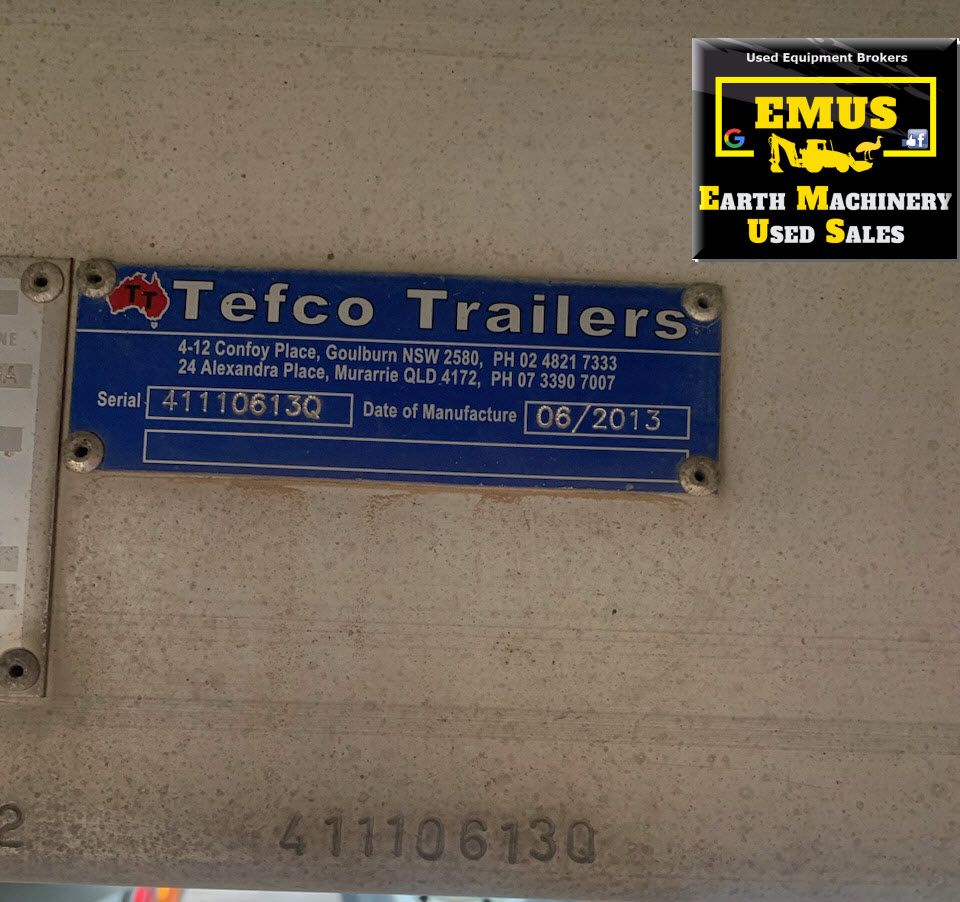 Used Equipment Brokers
EMUS
EARTH MACHINERY
USED SALES
TT
Tefco Trailers
4-12 Confoy Place, Goulburn NSW 2580, PH 02 4821 7333
24 Alexandra Place, Murarrie QLD 4172, PH 07 3390 7007
Serial 41110613Q Date of Manufacture 06/2013
2
41110613Q